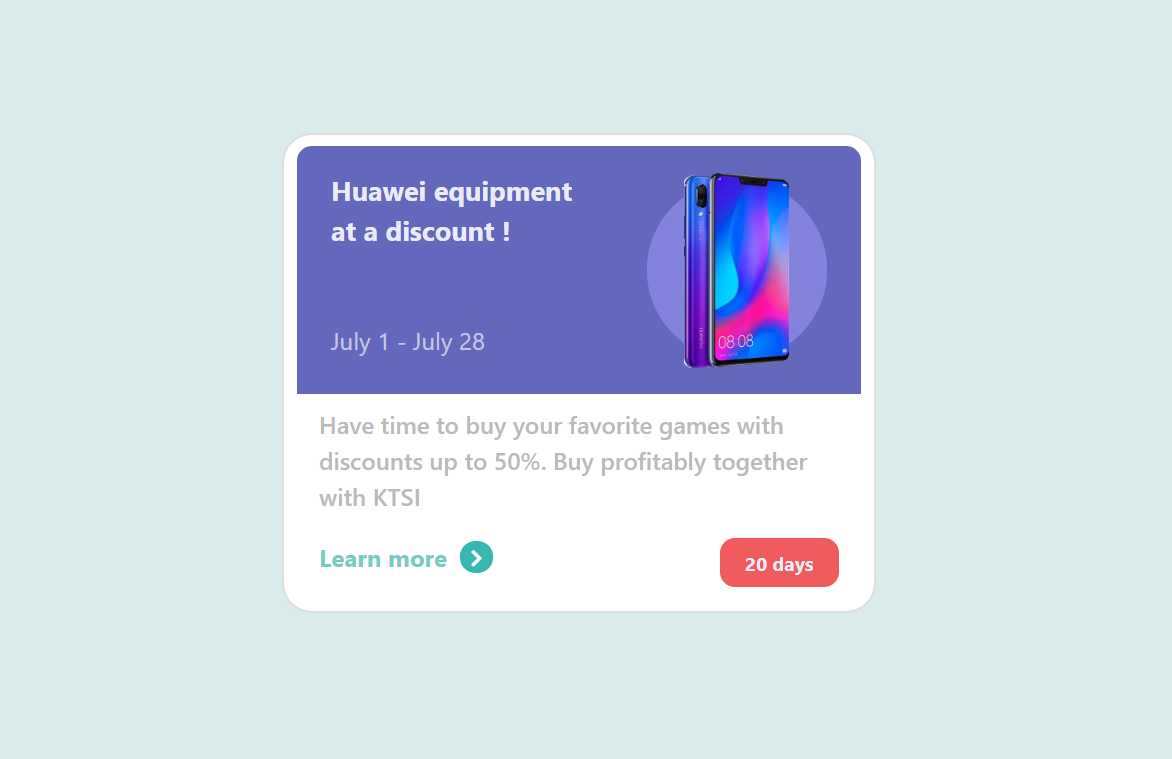 Huawei equipment
at a discount !
July 1 - July 28
08:08
Have time to buy your favorite games with
discounts up to 50%. Buy profitably together
with KTSI
Learn more
20 days